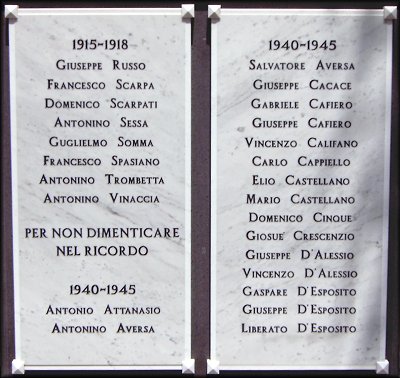 1915-1918
Giuseppe Russo
Francesco Scarpa
Domenico Scarpati
Antonino Sessa
Guglielmo Somma
Francesco Spasiano
Antonino Trombetta
Antonino Vinaccia
PER NON DIMENTICARE
NEL RICORDO
1940-1945
Antonio Attanasio
Antonino Aversa
1940-1945
Salvatore Aversa
Giuseppe Cacace
Gabriele Cafiero
Giuseppe Cafiero
Vincenzo Califano
Carlo Cappiello
Elio Castellano
Mario Castellano
Domenico Cinque
Giosue' Crescenzio
Giuseppe D'Alessio
Vincenzo D'Alessio
Gaspare D'Esposito
Giuseppe D'Esposito
Liberato D'Esposito